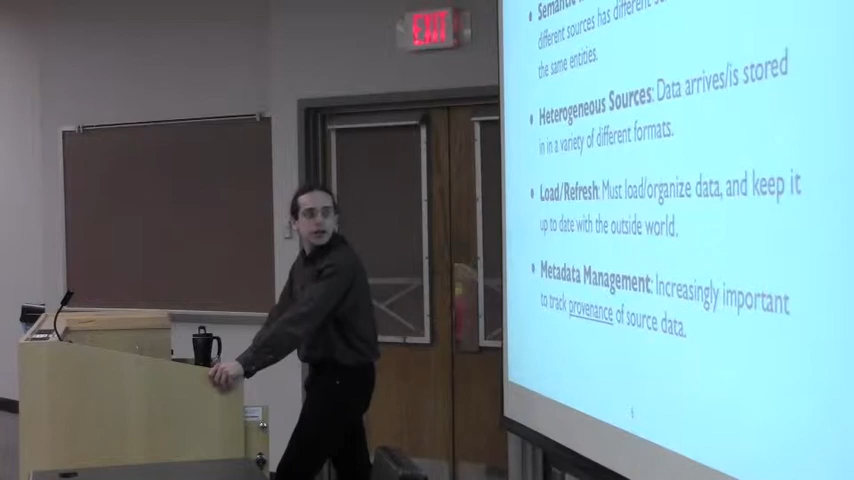 EXIT
• Semantic
different sources has different
the same entities.
• Heterogeneous Sources: Data arrives/is stored
in in a variety of different formats.
• Load/Refresh: Must load/organize data, and keep it
up to date with the outside world.
• Metadata Management: Increasingly important
to track provenance of source data.
6